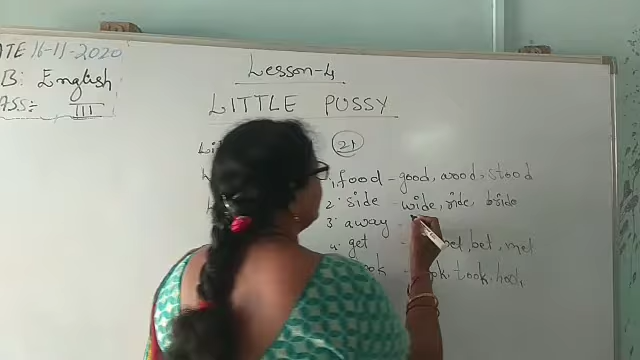 ATE 16-11-2020
B: English
ASS: III
Lesson-4
LITTLE PUSSY
21
1. food - good, wood, stood
2. side - wide, ride, bside
3. away -
4. get - bet, met
took, hook